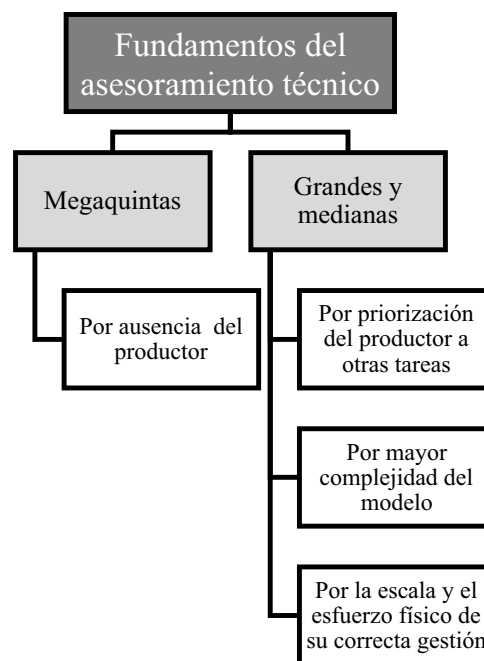 Fundamentos del
asesoramiento técnico
Megaquintas
Grandes y
medianas
Por ausencia del
productor
Por priorización
del productor a
otras tareas
Por mayor
complejidad del
modelo
Por la escala y el
esfuerzo físico de
su correcta gestión